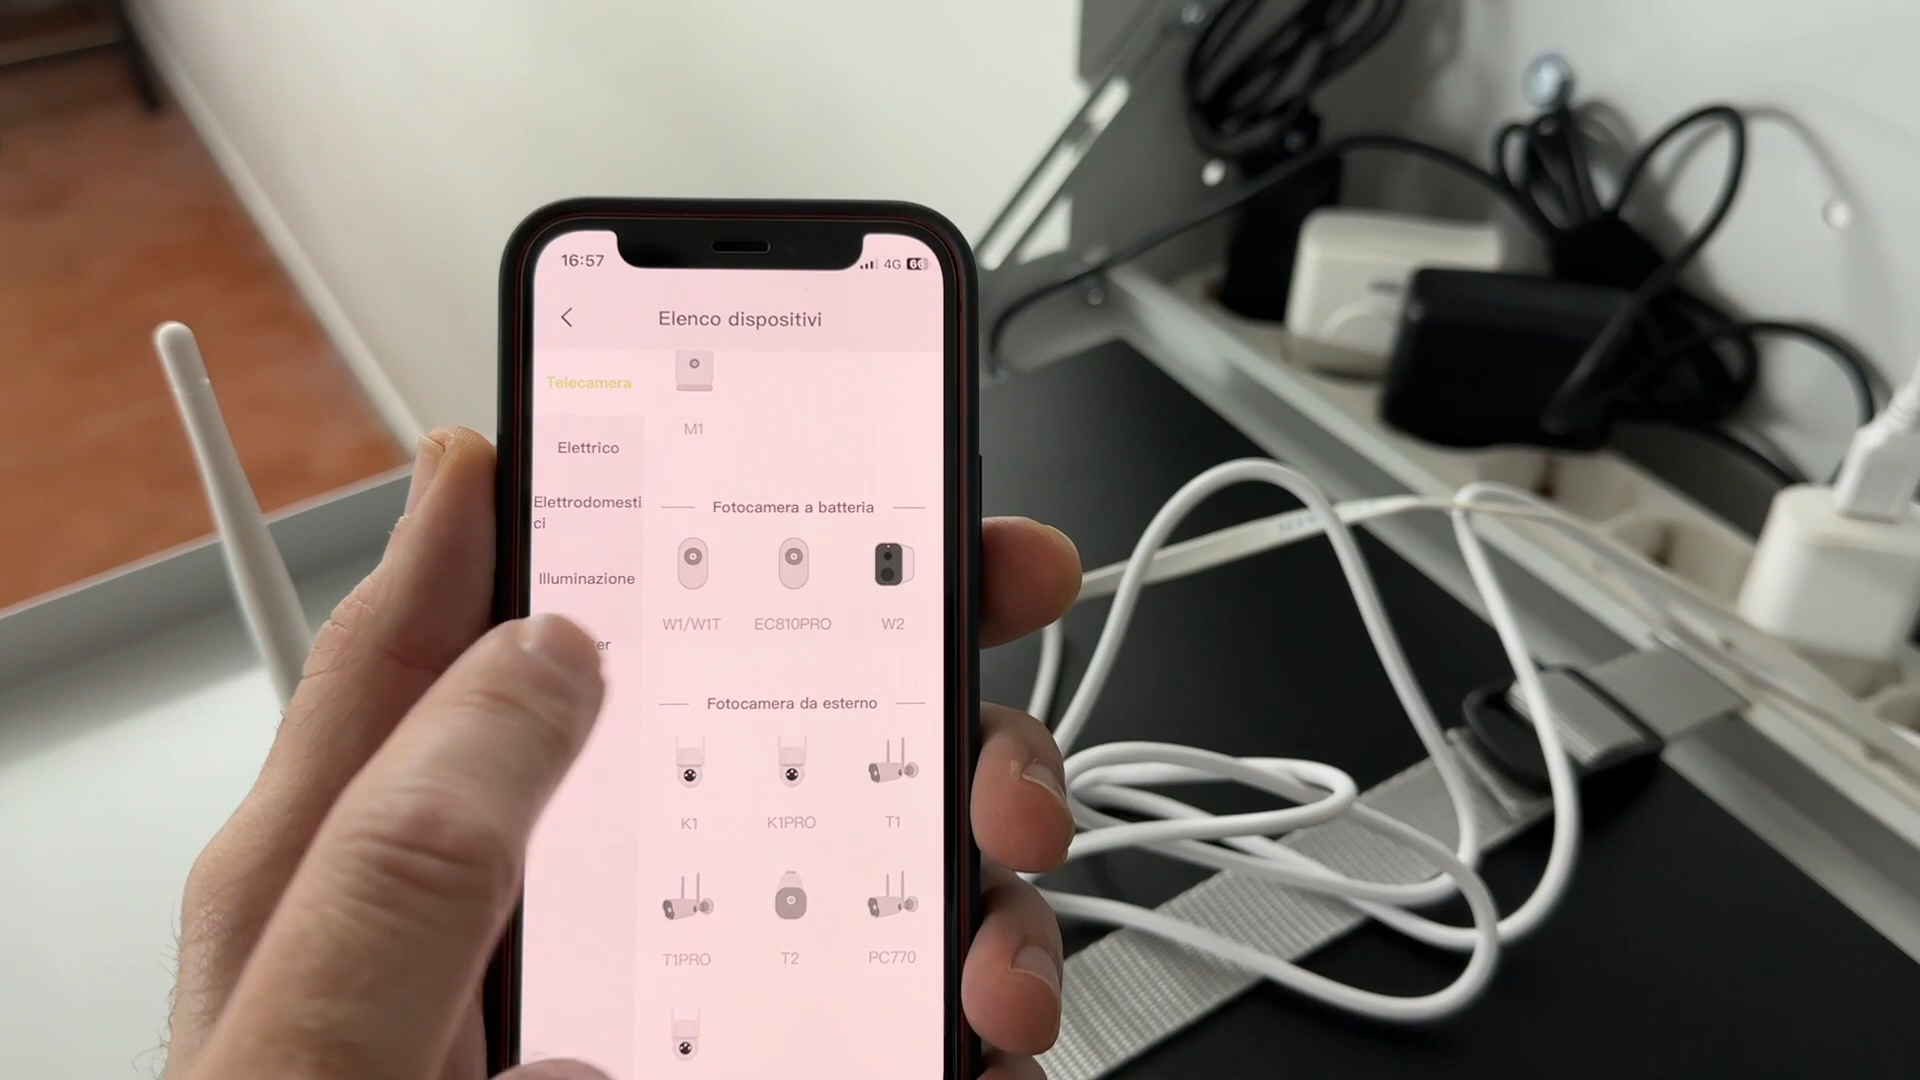 16:57
4G 66
Elenco dispositivi
Telecamera
Elettrico
Elettrodomesti
ci
Illuminazione
M1
Fotocamera a batteria
W1/W1T
EC810PRO
W2
Fotocamera da esterno
K1
K1PRO
T1
T1PRO
T2
PC770